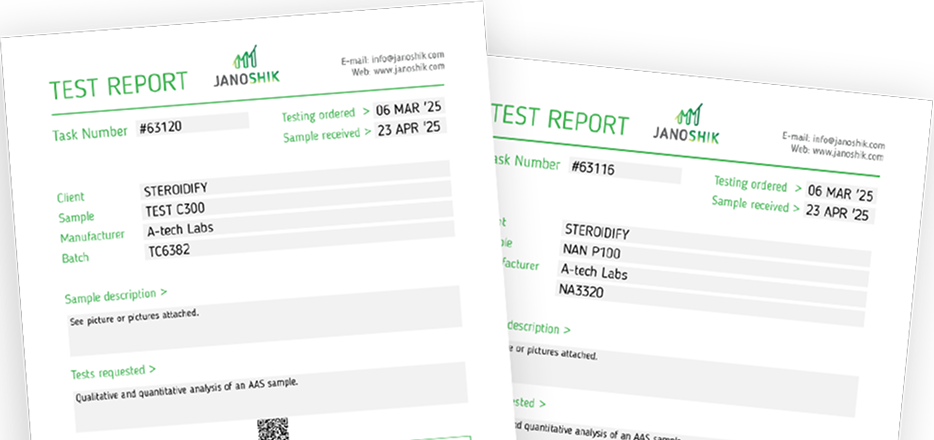 TEST REPORT
JANOSHIK
E-mail: info@janoshik.com
Web: www.janoshik.com
Task Number #63120
Testing ordered > 06 MAR '25
Sample received > 23 APR '25
Client STEROIDIFY
Sample TEST C300
Manufacturer A-tech Labs
Batch TC6382
Sample description >
See picture or pictures attached.
Tests requested >
Qualitative and quantitative analysis of an AAS sample.
TEST REPORT
JANOSHIK
E-mail: info@janoshik.com
Web: www.janoshik.com
ask Number #63116
Testing ordered > 06 MAR '25
Sample received > 23 APR '25
nt STEROIDIFY
ple NAN P100
facturer A-tech Labs
NA3320
description >
e or pictures attached.
ested >
d quantitative analysis of an AAS sample.